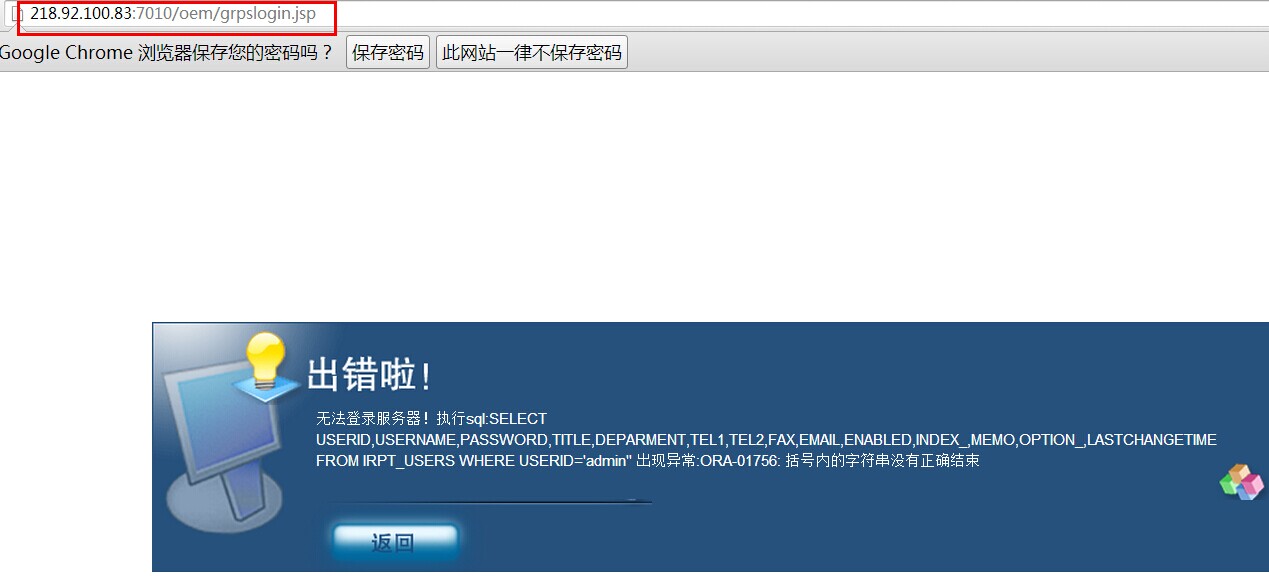 218.92.100.83:7010/oem/grpslogin.jsp
Google Chrome 浏览器保存您的密码吗？ 保存密码 此网站一律不保存密码
出错啦！
无法登录服务器！执行sql:SELECT
USERID,USERNAME,PASSWORD,TITLE,DEPARMENT,TEL1,TEL2,FAX,EMAIL,ENABLED,INDEX_,MEMO,OPTION_,LASTCHANGETIME
FROM IRPT_USERS WHERE USERID='admin'' 出现异常:ORA-01756: 括号内的字符串没有正确结束
返回